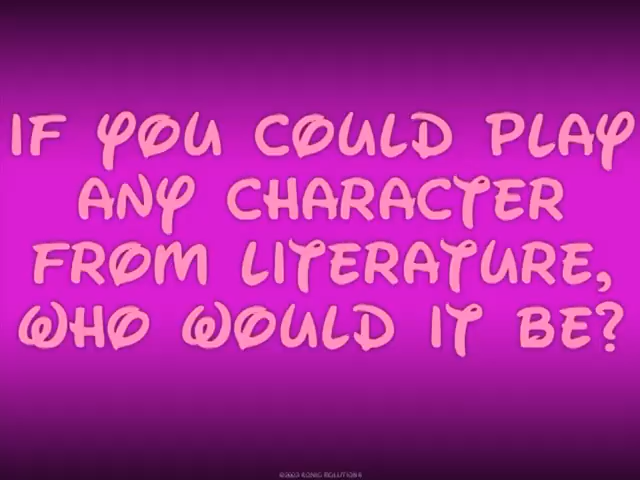 IF YOU COULD PLAY
ANY CHARACTER
FROM LITERATURE,
WHO WOULD IT BE?